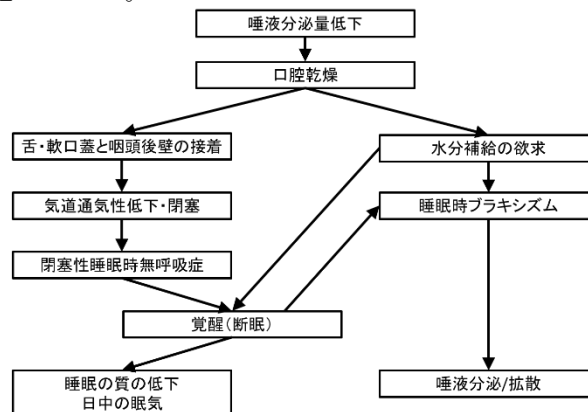 唾液分泌量低下
口腔乾燥
舌・軟口蓋と咽頭後壁の接着
水分補給の欲求
気道通気性低下・閉塞
睡眠時ブラキシズム
閉塞性睡眠時無呼吸症
覚醒(断眠)
睡眠の質の低下
日中の眠気
唾液分泌/拡散